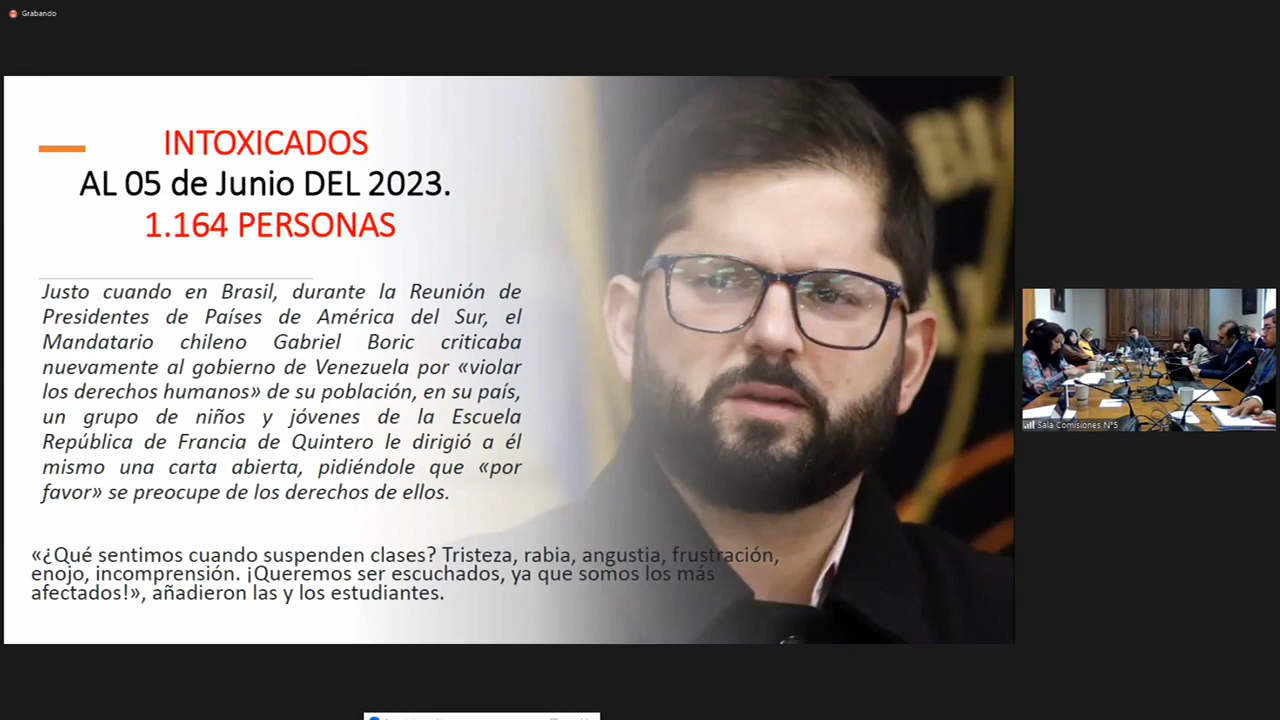 Grabando
INTOXICADOS
AL 05 de Junio DEL 2023.
1.164 PERSONAS
Justo cuando en Brasil, durante la Reunión de
Presidentes de Países de América del Sur, el
Mandatario chileno Gabriel Boric criticaba
nuevamente al gobierno de Venezuela por «violar
los derechos humanos» de su población, en su país,
un grupo de niños y jóvenes de la Escuela
República de Francia de Quintero le dirigió a él
mismo una carta abierta, pidiéndole que «por
favor» se preocupe de los derechos de ellos.
«¿Qué sentimos cuando suspenden clases? Tristeza, rabia, angustia, frustración,
enojo, incomprensión. ¡Queremos ser escuchados, ya que somos los más
afectados!», añadieron las y los estudiantes.
Sala Comisiones N°5